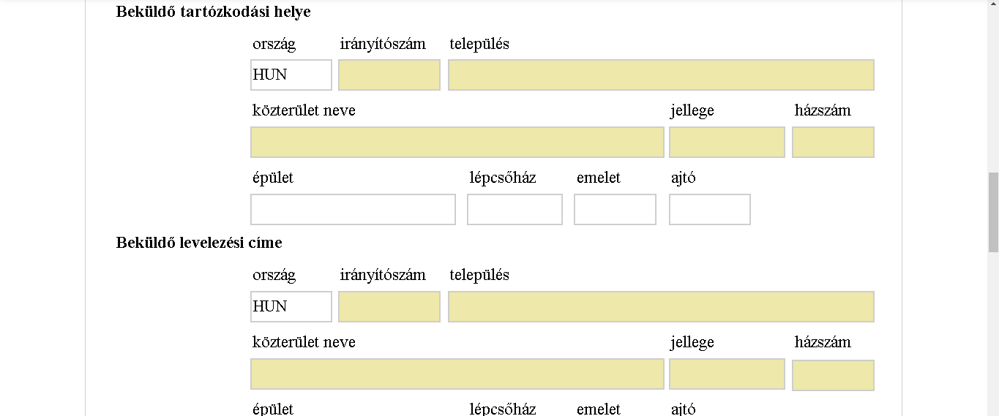 Beküldő tartózkodási helye
ország irányítószám település
HUN
közterület neve jellege házszám
épület lépcsőház emelet ajtó
Beküldő levelezési címe
ország irányítószám település
HUN
közterület neve jellege házszám
épület lépcsőház emelet ajtó